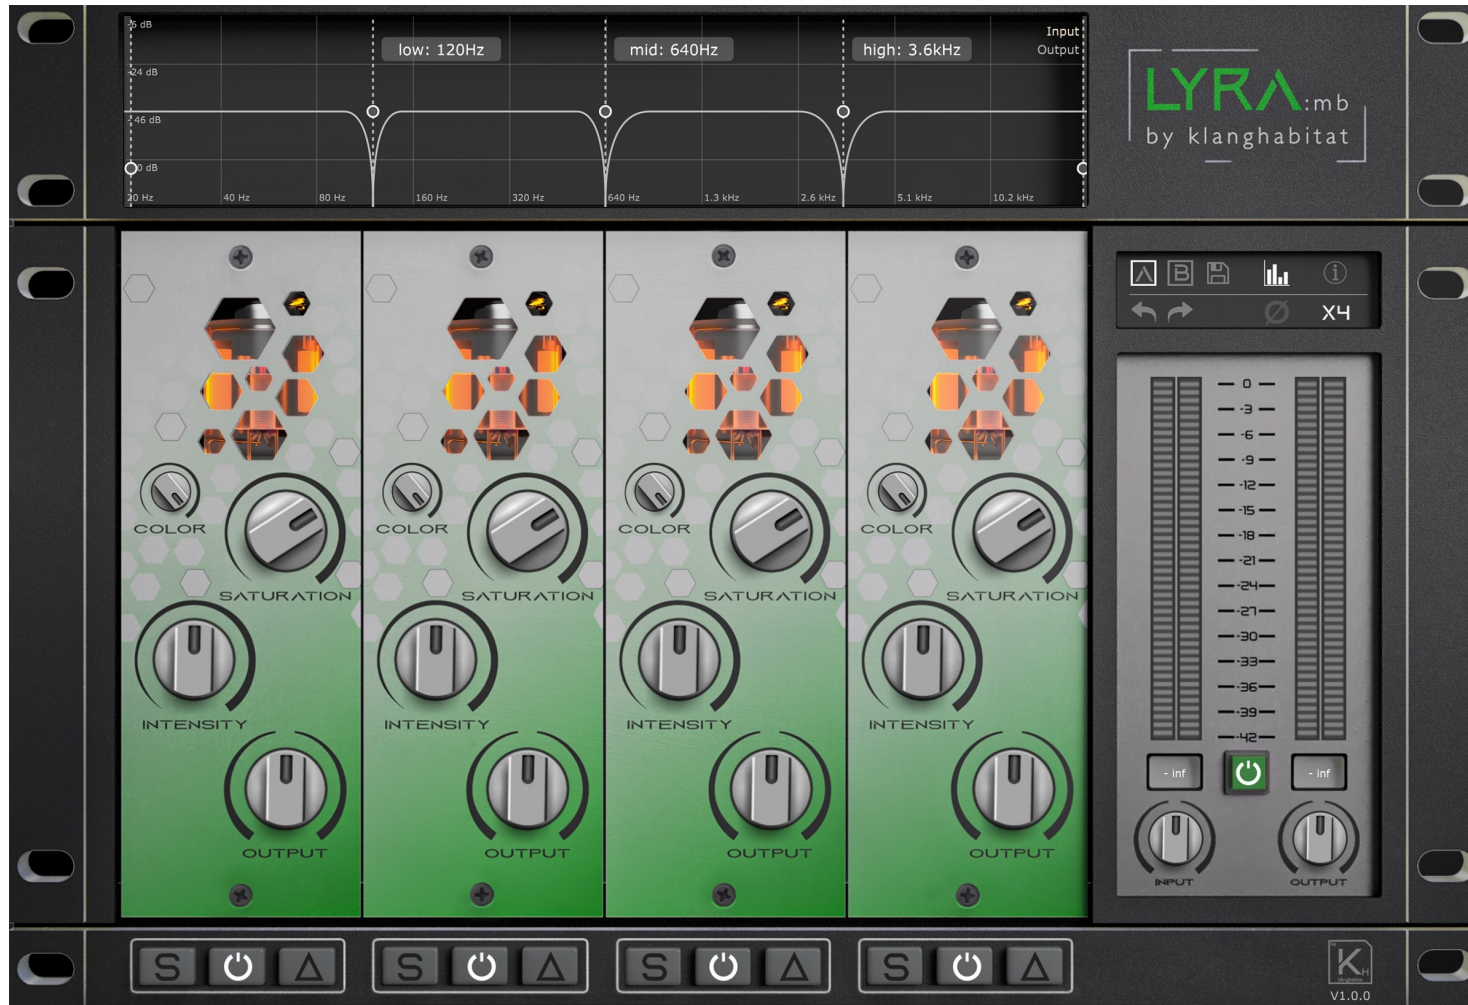 -6 dB
low: 120Hz
mid: 640Hz
high: 3.6kHz
Input
Output
-24 dB
-46 dB
0 dB
20 Hz
40 Hz
80 Hz
160 Hz
320 Hz
640 Hz
1.3 kHz
2.6 kHz
5.1 kHz
10.2 kHz
LYRA:mb
by klanghabitat
A B
X4
COLOR
SATURATION
INTENSITY
OUTPUT
COLOR
SATURATION
INTENSITY
OUTPUT
COLOR
SATURATION
INTENSITY
OUTPUT
COLOR
SATURATION
INTENSITY
OUTPUT
0
-3
-6
-9
-12
-15
-18
-21
-24
-27
-30
-33
-36
-39
-42
- inf
- inf
INPUT
OUTPUT
S
S
S
S
KH
V1.0.0